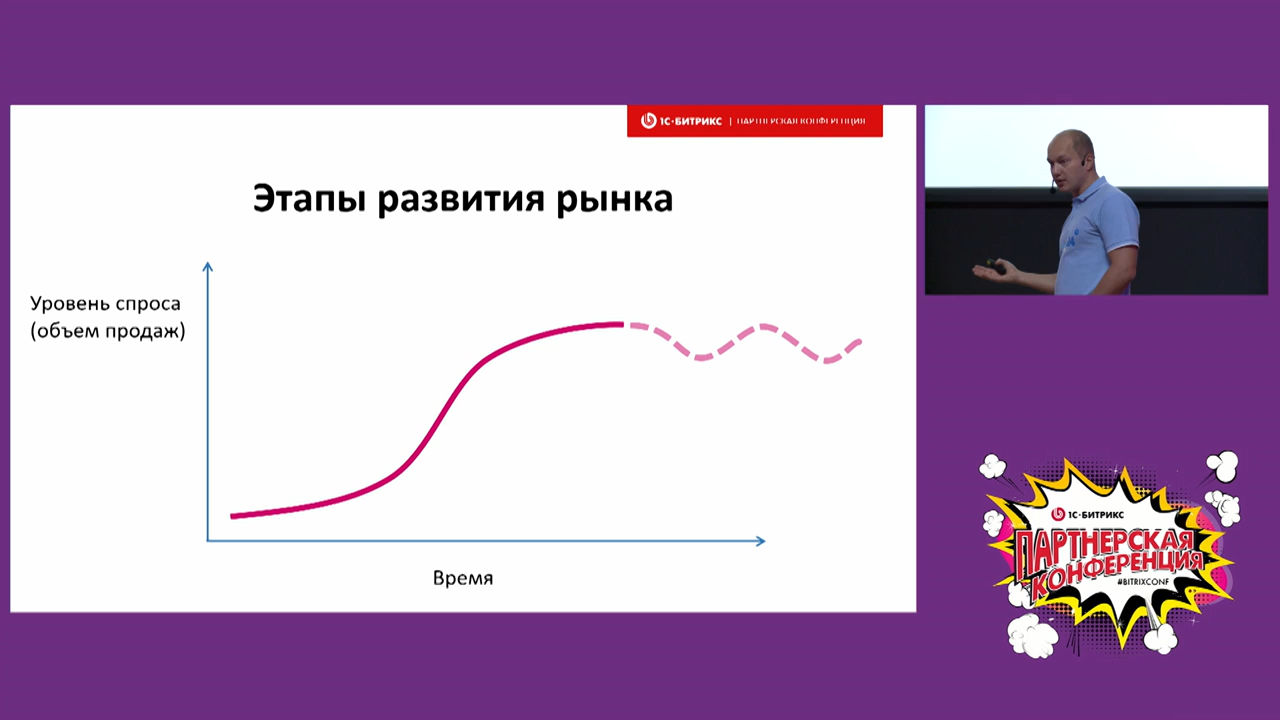 1С-БИТРИКС | ПАРТНЕРСКАЯ КОНФЕРЕНЦИЯ
Этапы развития рынка
Уровень спроса
(объем продаж)
Время
1С-БИТРИКС
ПАРТНЕРСКАЯ
КОНФЕРЕНЦИЯ
#BITRIXCONF